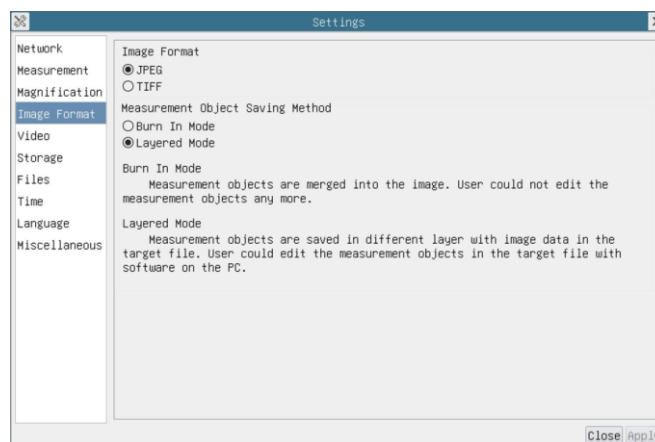 Settings
Network
Measurement
Magnification
Image Format
Video
Storage
Files
Time
Language
Miscellaneous
Image Format
JPEG
TIFF
Measurement Object Saving Method
Burn In Mode
Layered Mode
Burn In Mode
Measurement objects are merged into the image. User could not edit the
measurement objects any more.
Layered Mode
Measurement objects are saved in different layer with image data in the
target file. User could edit the measurement objects in the target file with
software on the PC.
Close Appl